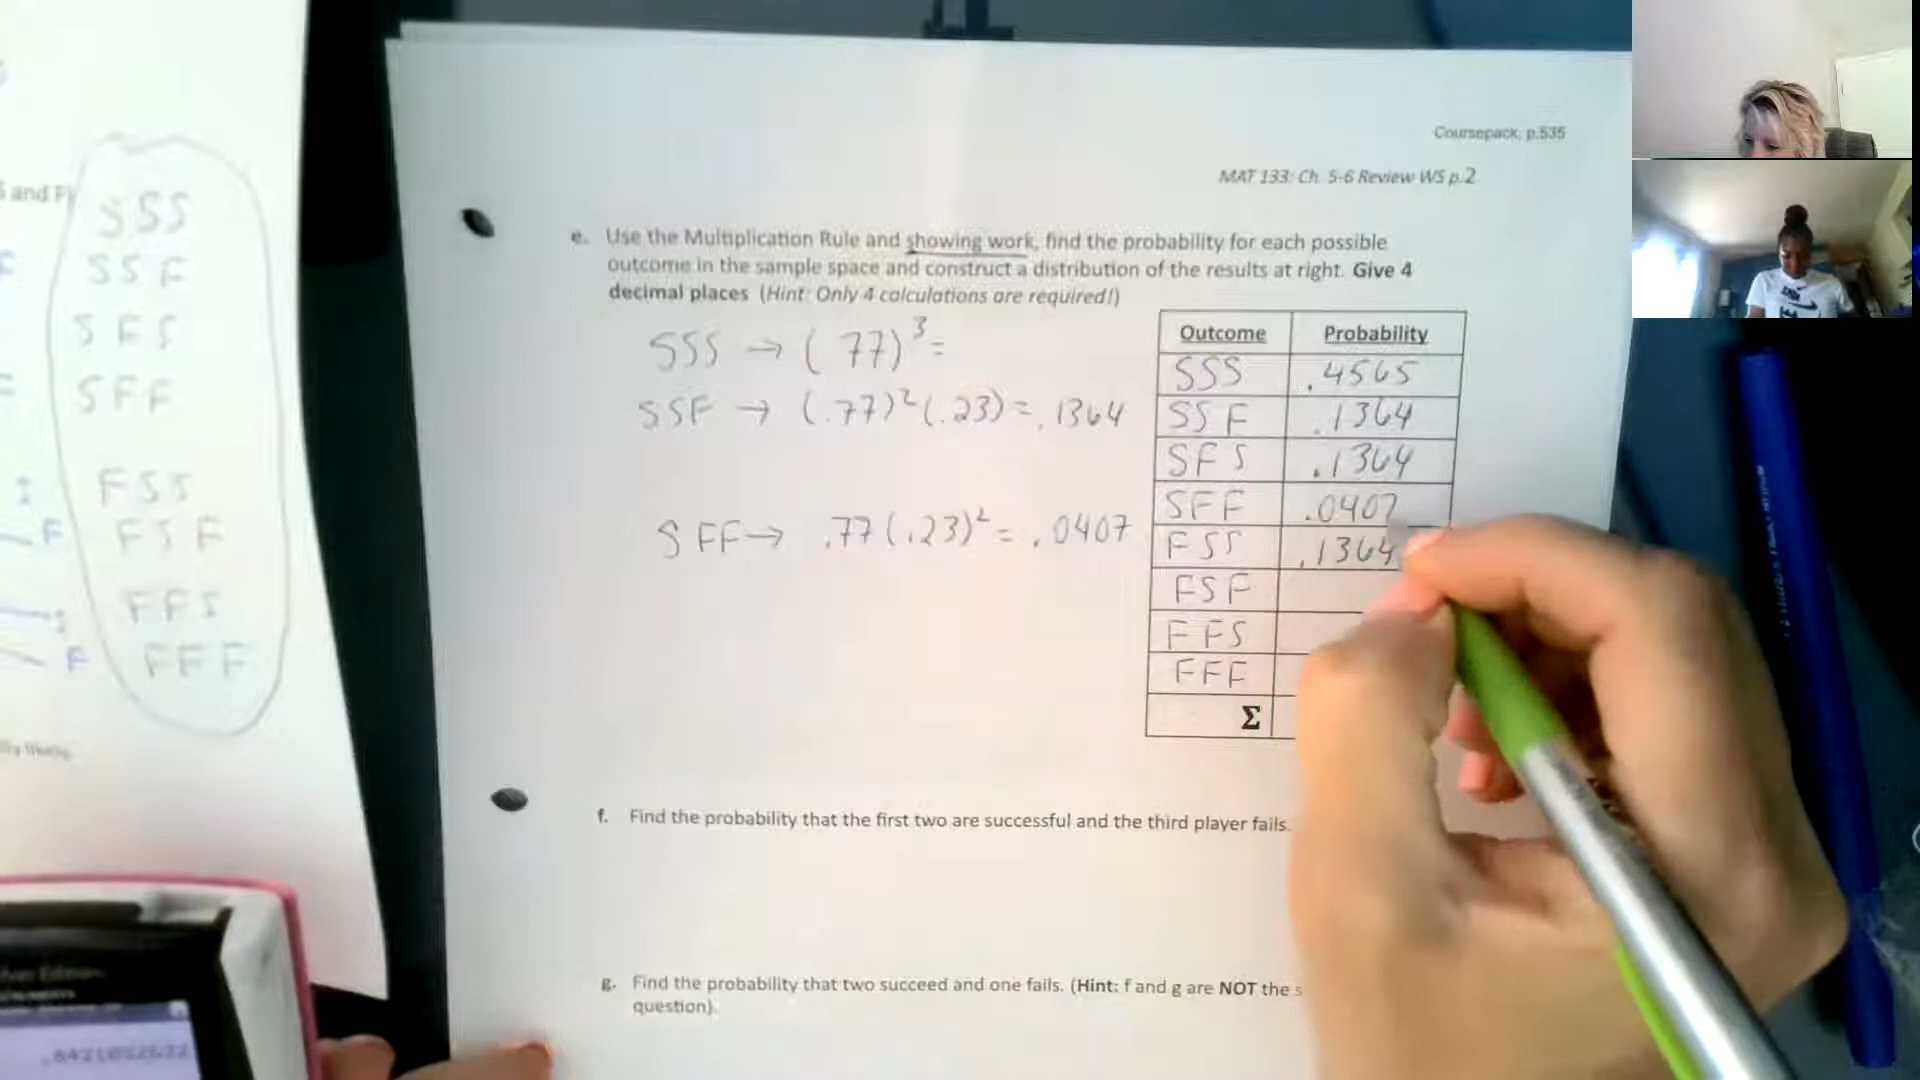 Coursepack, p.535
MAT 133: Ch. 5-6 Review WS p.2
e. Use the Multiplication Rule and showing work, find the probability for each possible
outcome in the sample space and construct a distribution of the results at right. Give 4
decimal places (Hint: Only 4 calculations are required!)
SSS → (.77)³ =
SSF → (.77)²(.23) = .1364
SFF → .77(.23)² = .0407
Outcome Probability
SSS .4565
SSF .1364
SFS .1364
SFF .0407
FSS .1364
FSF
FFS
FFF
Σ
f. Find the probability that the first two are successful and the third player fails.
g. Find the probability that two succeed and one fails. (Hint: f and g are NOT the s
question).
S and F)
SSS
SSF
SFS
SFF
FSS
FSF
FFS
FFF
F
F